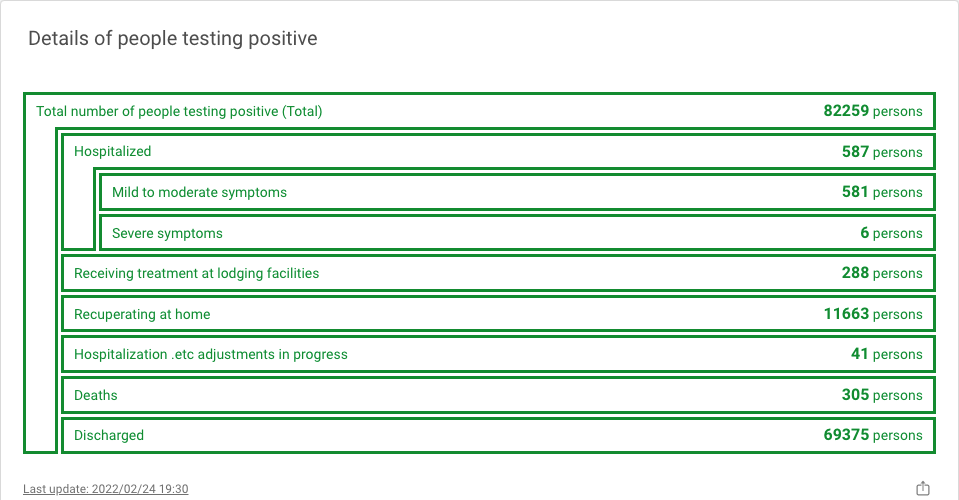 Details of people testing positive
Total number of people testing positive (Total) 82259 persons
Hospitalized 587 persons
Mild to moderate symptoms 581 persons
Severe symptoms 6 persons
Receiving treatment at lodging facilities 288 persons
Recuperating at home 11663 persons
Hospitalization .etc adjustments in progress 41 persons
Deaths 305 persons
Discharged 69375 persons
Last update: 2022/02/24 19:30